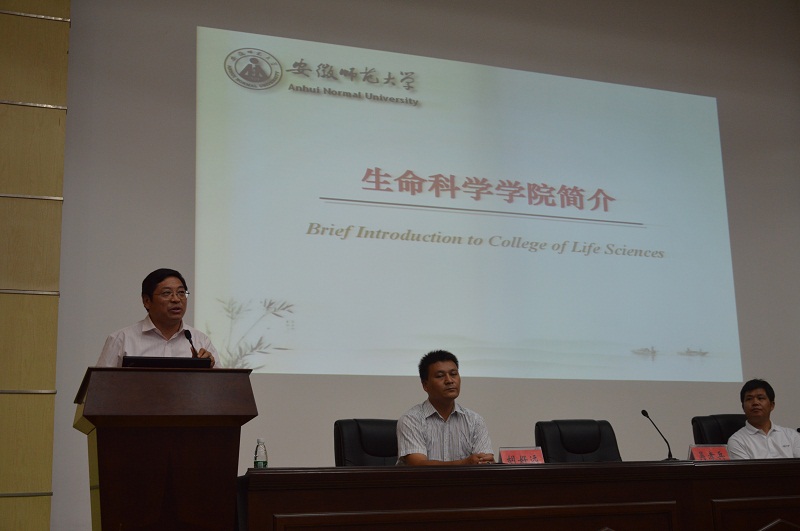 安徽师范大学
Anhui Normal University
生命科学学院简介
Brief Introduction to College of Life Sciences